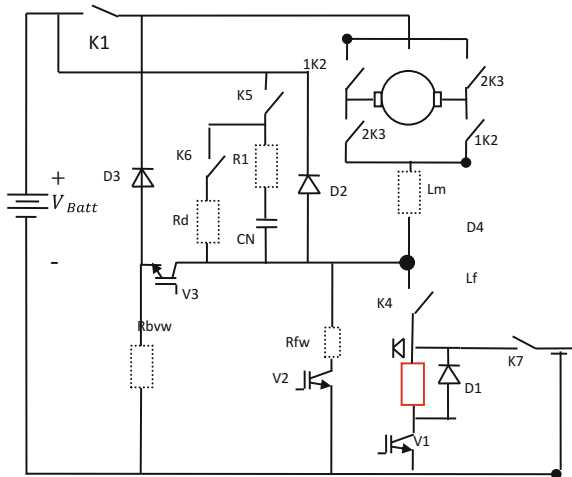 K1
1K2
2K3
K5
2K3
1K2
K6
R1
D3
D2
Lm
+
V_Batt
Rd
CN
D4
-
V3
Lf
K4
Rbvw
Rfw
K7
V2
D1
V1